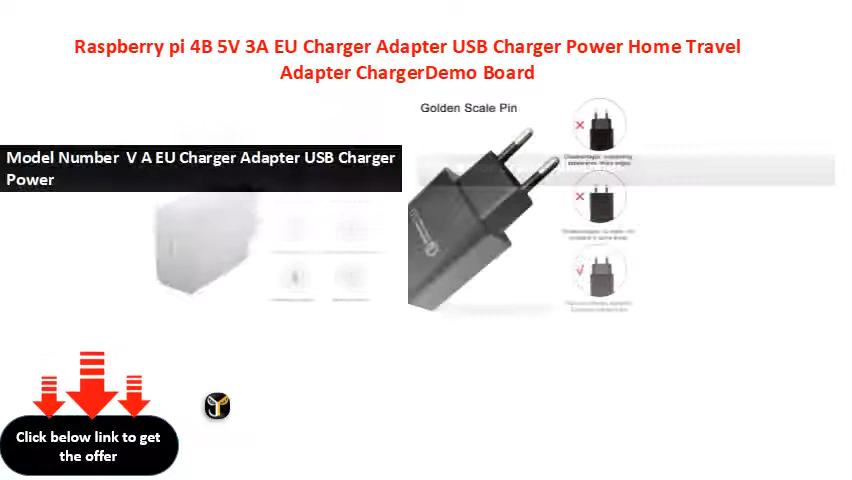 Raspberry pi 4B 5V 3A EU Charger Adapter USB Charger Power Home Travel
Adapter ChargerDemo Board
Golden Scale Pin
Model Number V A EU Charger Adapter USB Charger
Power
Click below link to get
the offer